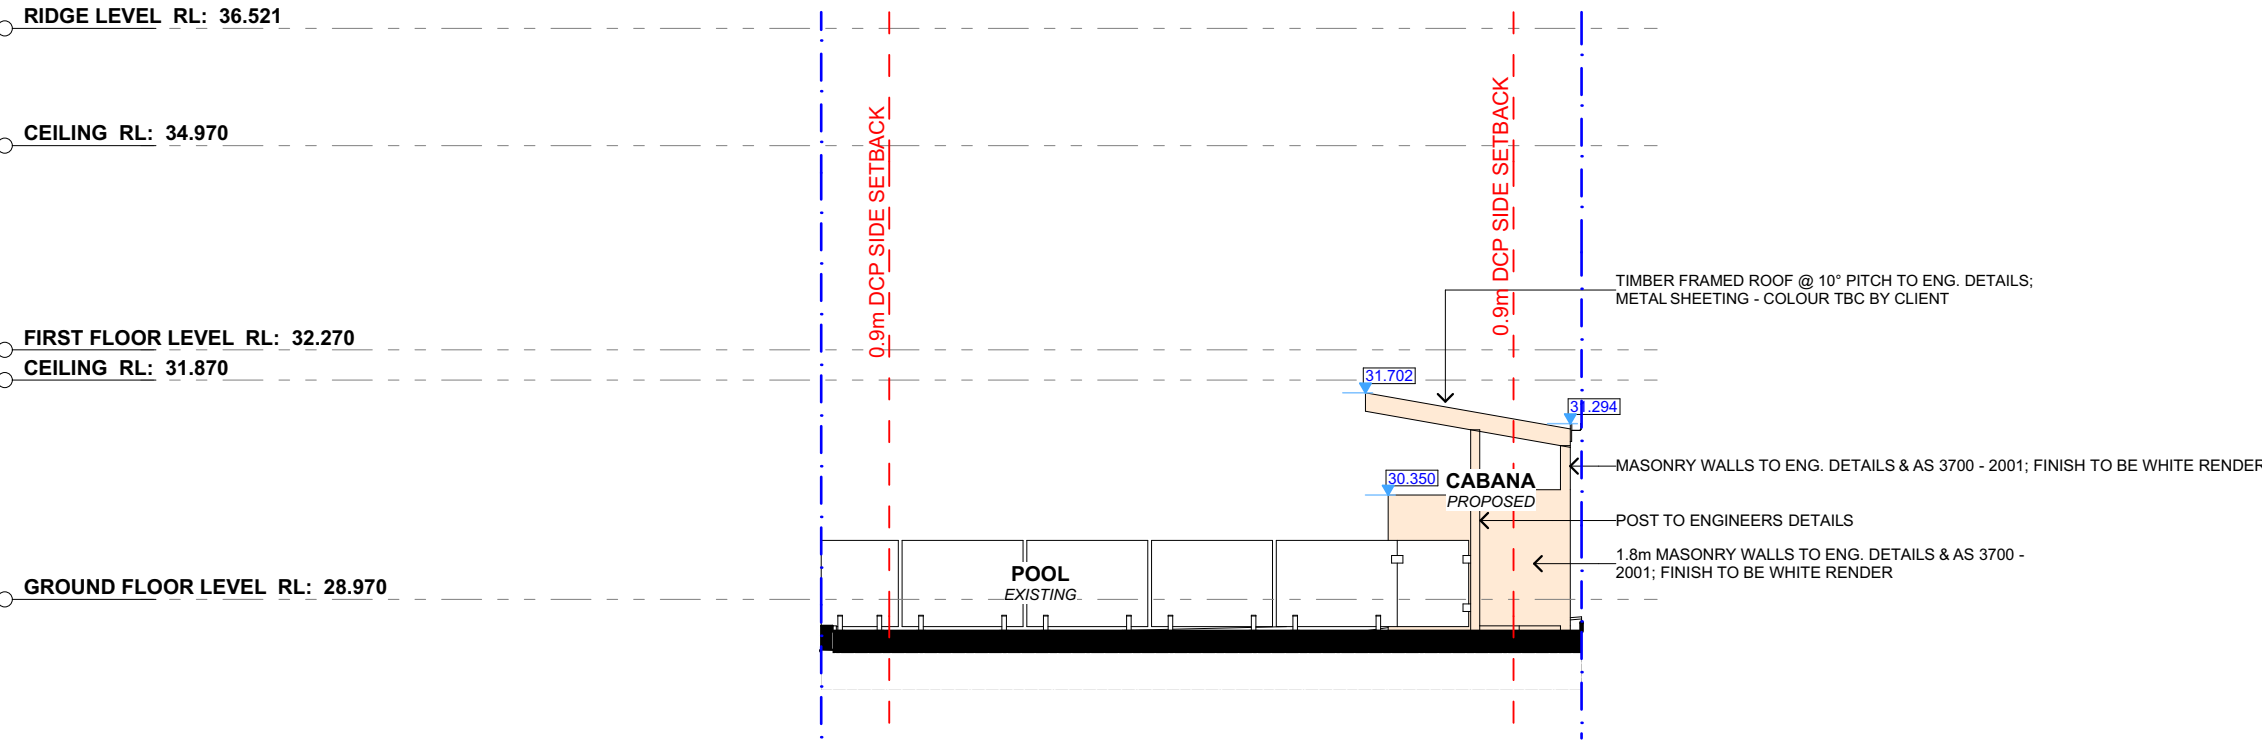 RIDGE LEVEL RL: 36.521
CEILING RL: 34.970
0.9m DCP SIDE SETBACK
0.9m DCP SIDE SETBACK
TIMBER FRAMED ROOF @ 10° PITCH TO ENG. DETAILS;
METAL SHEETING - COLOUR TBC BY CLIENT
FIRST FLOOR LEVEL RL: 32.270
CEILING RL: 31.870
31.702
31.294
MASONRY WALLS TO ENG. DETAILS & AS 3700 - 2001; FINISH TO BE WHITE RENDER
30.350
CABANA
PROPOSED
POST TO ENGINEERS DETAILS
1.8m MASONRY WALLS TO ENG. DETAILS & AS 3700 -
2001; FINISH TO BE WHITE RENDER
POOL
EXISTING
GROUND FLOOR LEVEL RL: 28.970